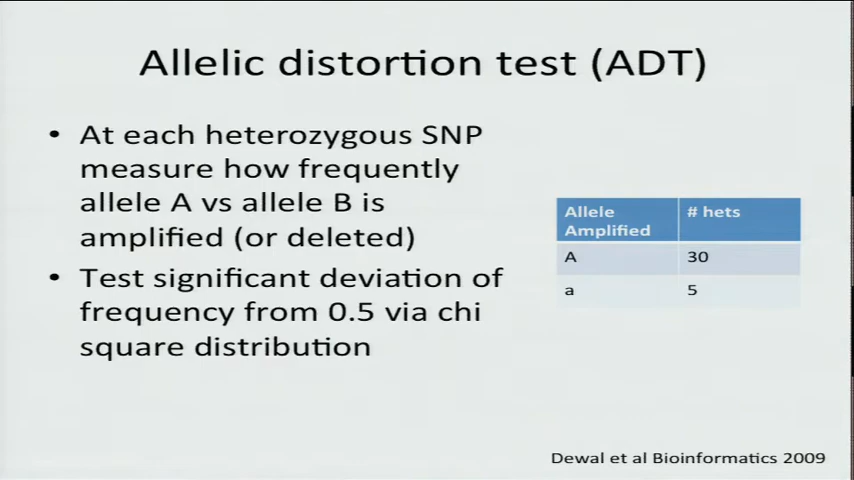 Allelic distortion test (ADT)
• At each heterozygous SNP
measure how frequently
allele A vs allele B is
amplified (or deleted)
• Test significant deviation of
frequency from 0.5 via chi
square distribution
Allele Amplified # hets
A 30
a 5
Dewal et al Bioinformatics 2009